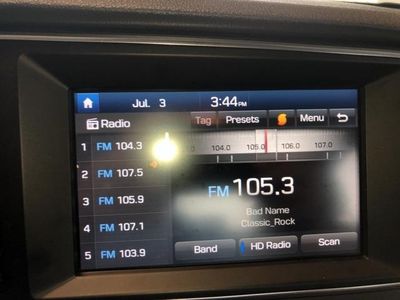 Jul. 3 3:44PM
Radio Tag Presets Menu
1 FM 104.3
2 FM 107.5
3 FM 105.9
4 FM 107.1
5 FM 103.9
104.0 105.0 106.0 107.0
FM 105.3
Bad Name
Classic_Rock
Band HD Radio Scan